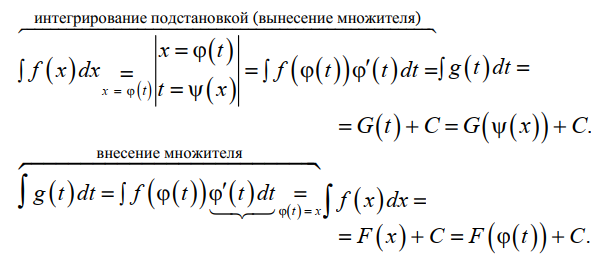 интегрирование подстановкой (вынесение множителя)
∫ f(x)dx = |x = φ(t) t = ψ(x)| = ∫ f(φ(t))φ′(t)dt = ∫ g(t)dt =
x = φ(t)
= G(t) + C = G(ψ(x)) + C.
внесение множителя
∫ g(t)dt = ∫ f(φ(t))φ′(t)dt = ∫ f(x)dx =
φ(t) = x
= F(x) + C = F(φ(t)) + C.